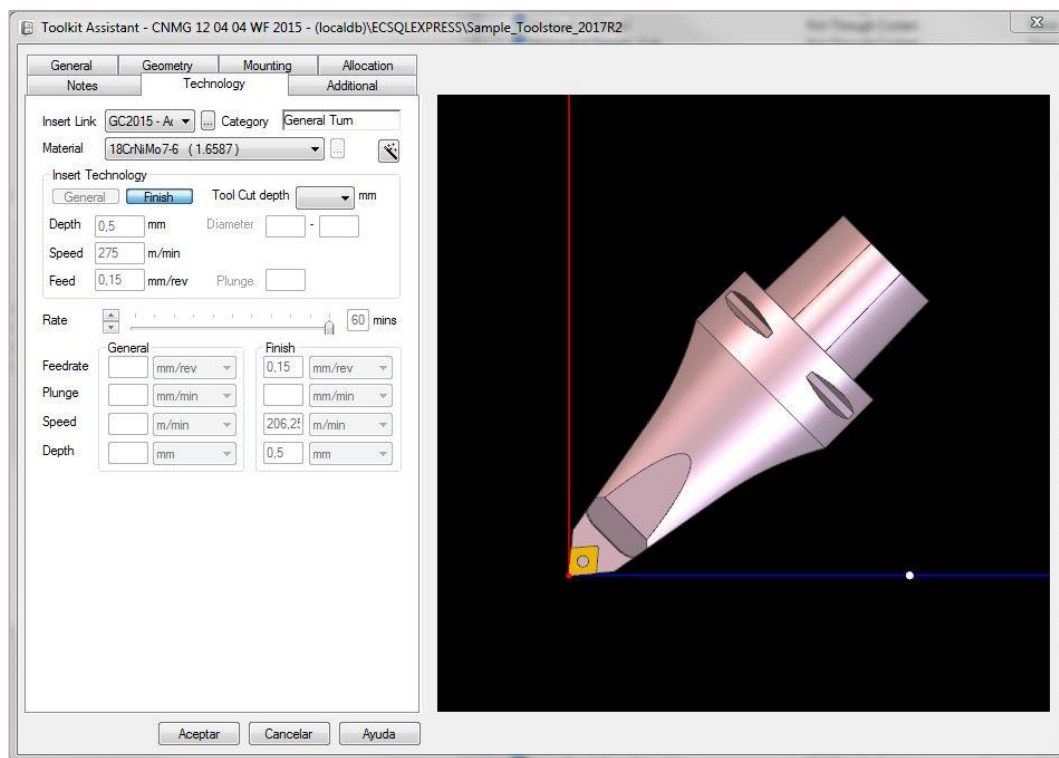 Toolkit Assistant - CNMG 12 04 04 WF 2015 - (localdb)\ECSQLEXPRESS\Sample_Toolstore_2017R2
General Geometry Mounting Allocation
Notes Technology Additional
Insert Link GC2015 - Ac ... Category General Turn
Material 18CrNiMo7-6 ( 1.6587 ) ...
Insert Technology
General Finish Tool Cut depth mm
Depth 0,5 mm Diameter -
Speed 275 m/min
Feed 0,15 mm/rev Plunge
Rate 60 mins
General Finish
Feedrate mm/rev 0,15 mm/rev
Plunge mm/min mm/min
Speed m/min 206,25 m/min
Depth mm 0,5 mm
Aceptar Cancelar Ayuda